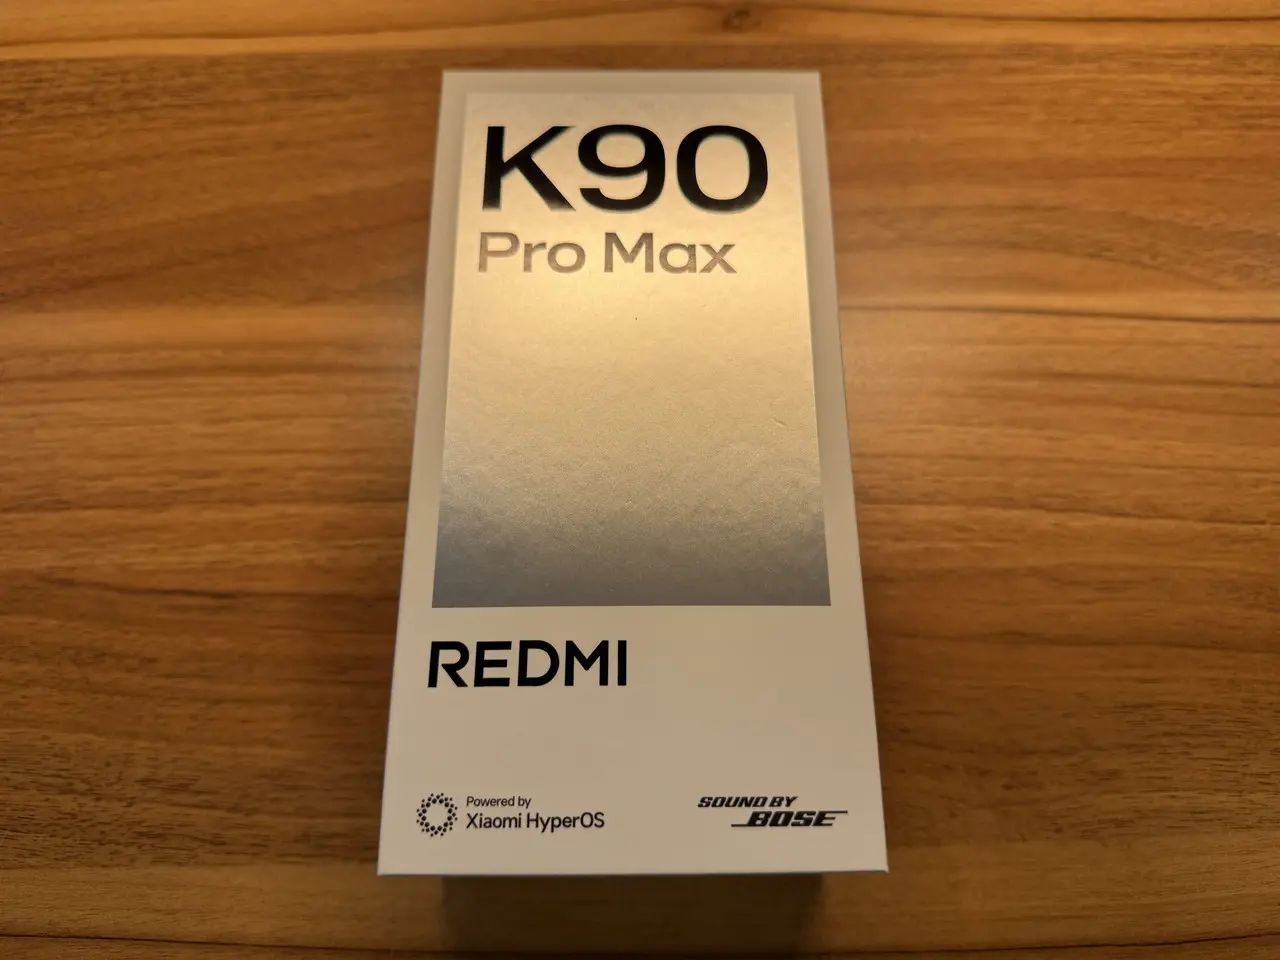 K90
Pro Max
REDMI
Powered by
Xiaomi HyperOS
SOUND BY
BOSE